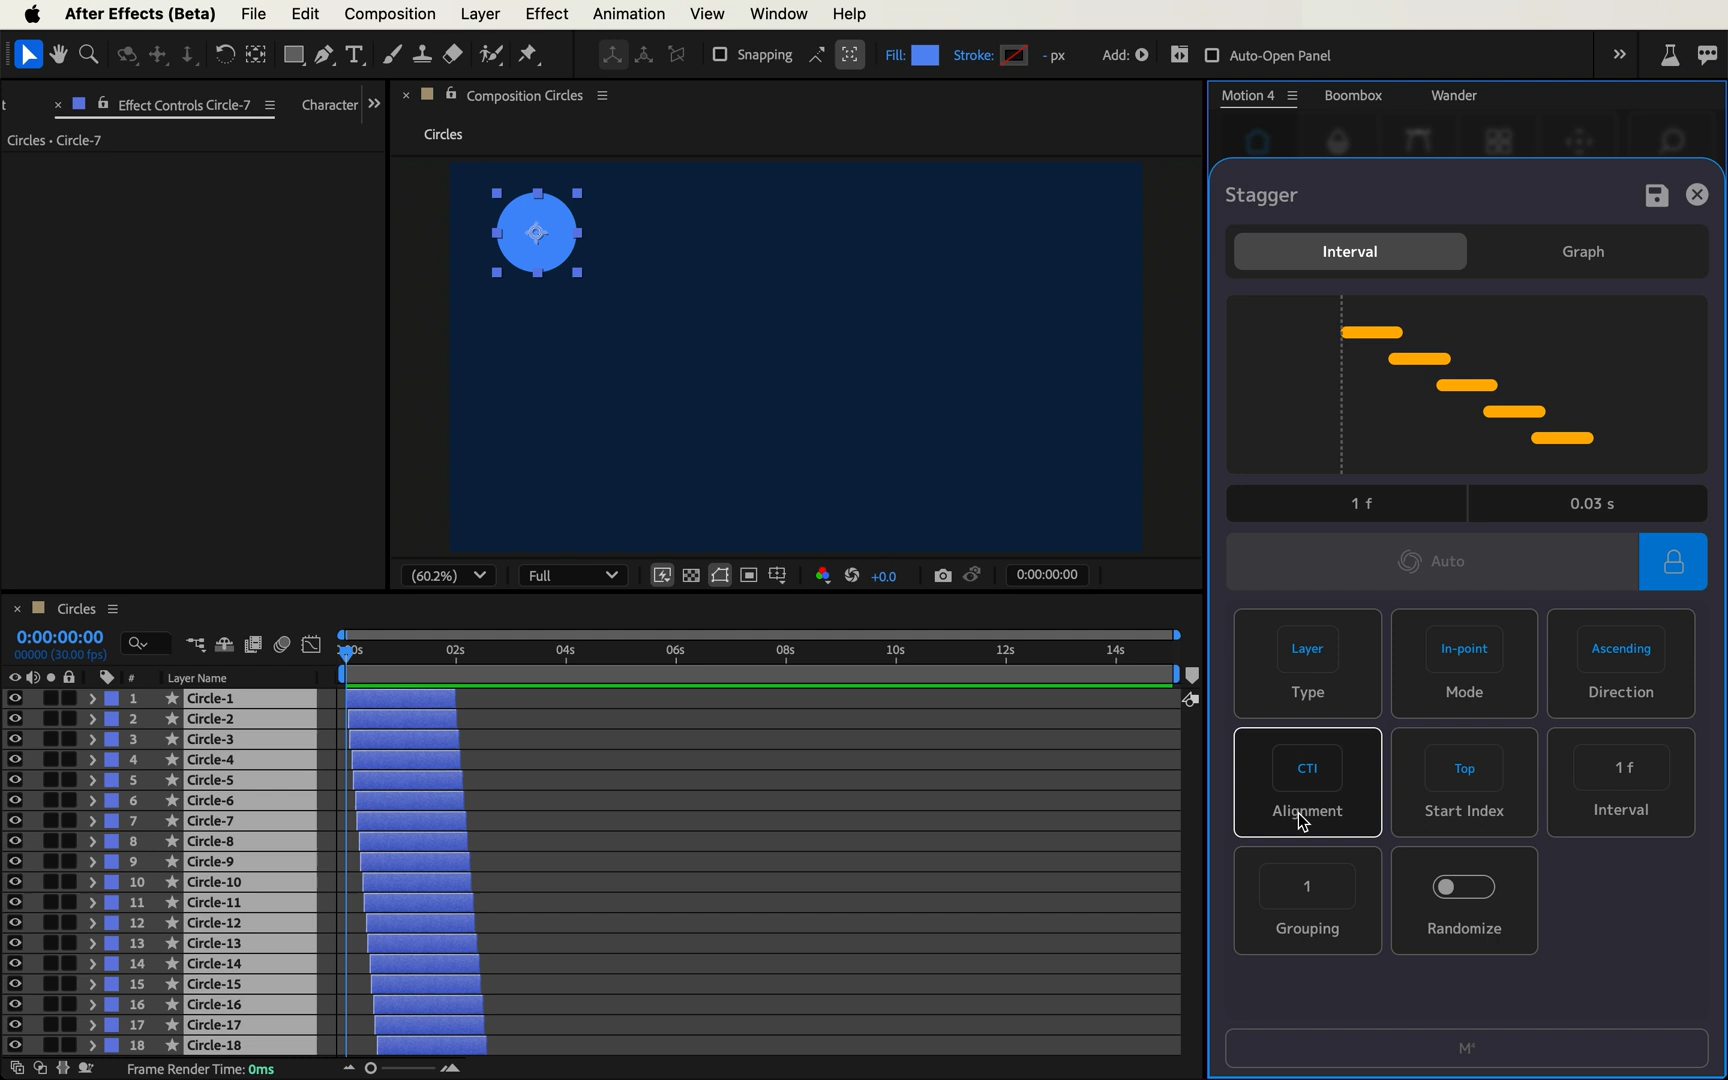 After Effects (Beta) File Edit Composition Layer Effect Animation View Window Help
Snapping Fill: Stroke: - px Add: Auto-Open Panel
Effect Controls Circle-7 Character
Circles • Circle-7
Composition Circles
Circles
(60.2%) Full +0.0 0:00:00:00
Motion 4 Boombox Wander
Stagger
Interval Graph
1 f 0.03 s
Auto
Layer In-point Ascending
Type Mode Direction
CTI Top 1 f
Alignment Start Index Interval
1
Grouping Randomize
M⁴
Circles
0:00:00:00
00000 (30.00 fps)
02s 04s 06s 08s 10s 12s 14s
# Layer Name
1 Circle-1
2 Circle-2
3 Circle-3
4 Circle-4
5 Circle-5
6 Circle-6
7 Circle-7
8 Circle-8
9 Circle-9
10 Circle-10
11 Circle-11
12 Circle-12
13 Circle-13
14 Circle-14
15 Circle-15
16 Circle-16
17 Circle-17
18 Circle-18
Frame Render Time: 0ms